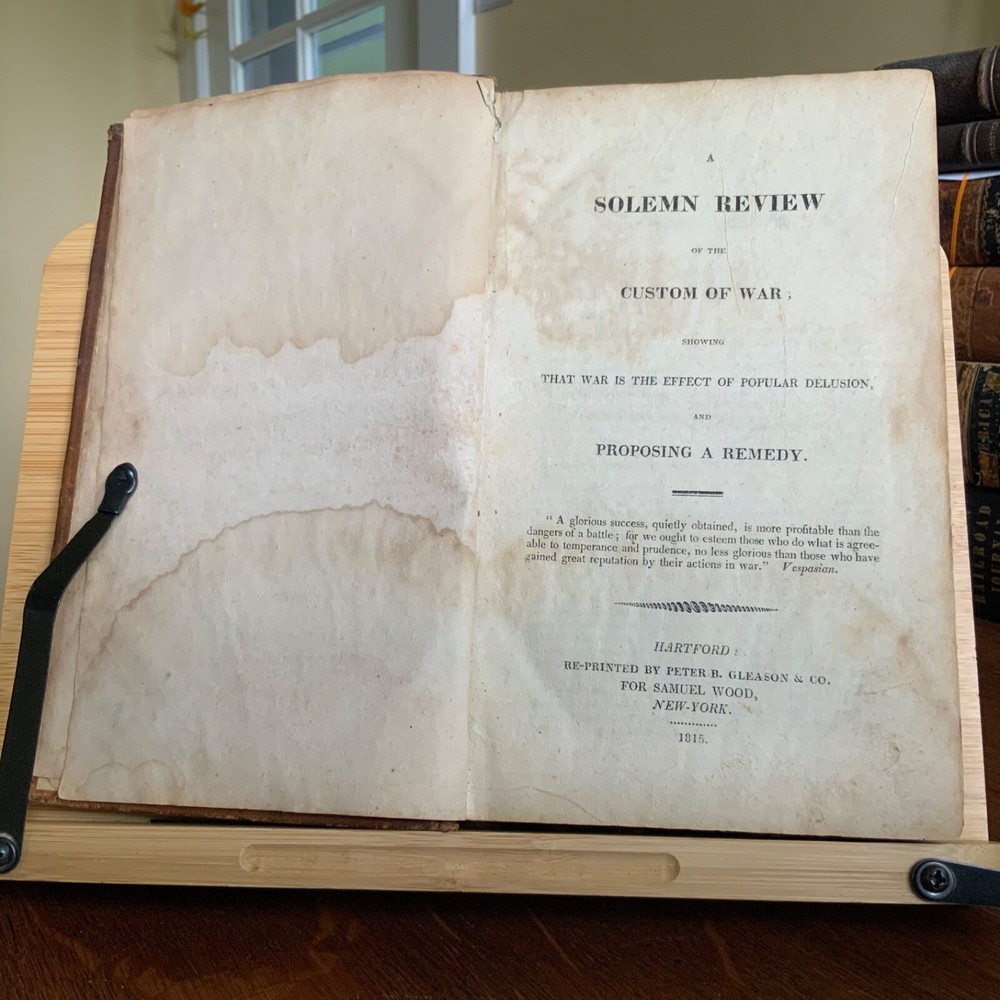 A
SOLEMN REVIEW
OF THE
CUSTOM OF WAR;
SHOWING
THAT WAR IS THE EFFECT OF POPULAR DELUSION,
AND
PROPOSING A REMEDY.
" A glorious success, quietly obtained, is more profitable than the
dangers of a battle; for we ought to esteem those who do what is agree-
able to temperance and prudence, no less glorious than those who have
gained great reputation by their actions in war." Vespasian.
HARTFORD:
RE-PRINTED BY PETER B. GLEASON & CO.
FOR SAMUEL WOOD,
NEW-YORK.
1815.
AMERICAN
RAILROAD